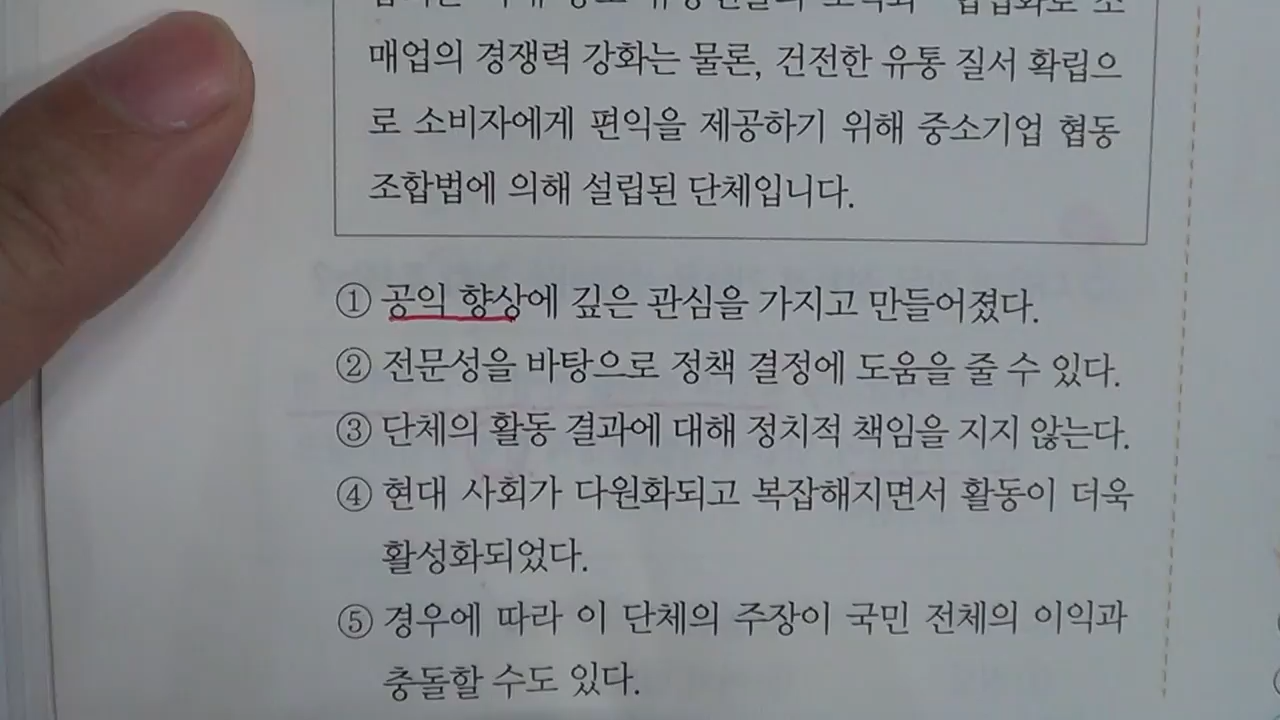 매업의 경쟁력 강화는 물론, 건전한 유통 질서 확립으
로 소비자에게 편익을 제공하기 위해 중소기업 협동
조합법에 의해 설립된 단체입니다.
① 공익 향상에 깊은 관심을 가지고 만들어졌다.
② 전문성을 바탕으로 정책 결정에 도움을 줄 수 있다.
③ 단체의 활동 결과에 대해 정치적 책임을 지지 않는다.
④ 현대 사회가 다원화되고 복잡해지면서 활동이 더욱
활성화되었다.
⑤ 경우에 따라 이 단체의 주장이 국민 전체의 이익과
충돌할 수도 있다.